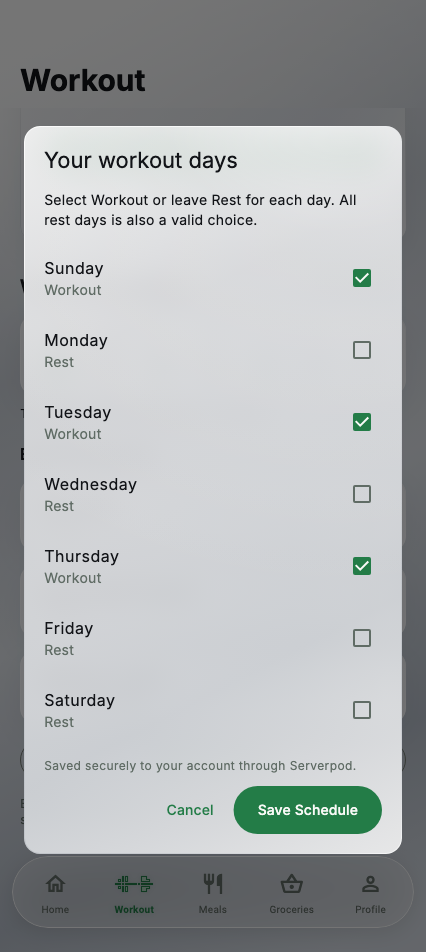 Workout
Your workout days
Select Workout or leave Rest for each day. All
rest days is also a valid choice.
Sunday
Workout
Monday
Rest
Tuesday
Workout
Wednesday
Rest
Thursday
Workout
Friday
Rest
Saturday
Rest
Saved securely to your account through Serverpod.
Cancel
Save Schedule
Home
Workout
Meals
Groceries
Profile